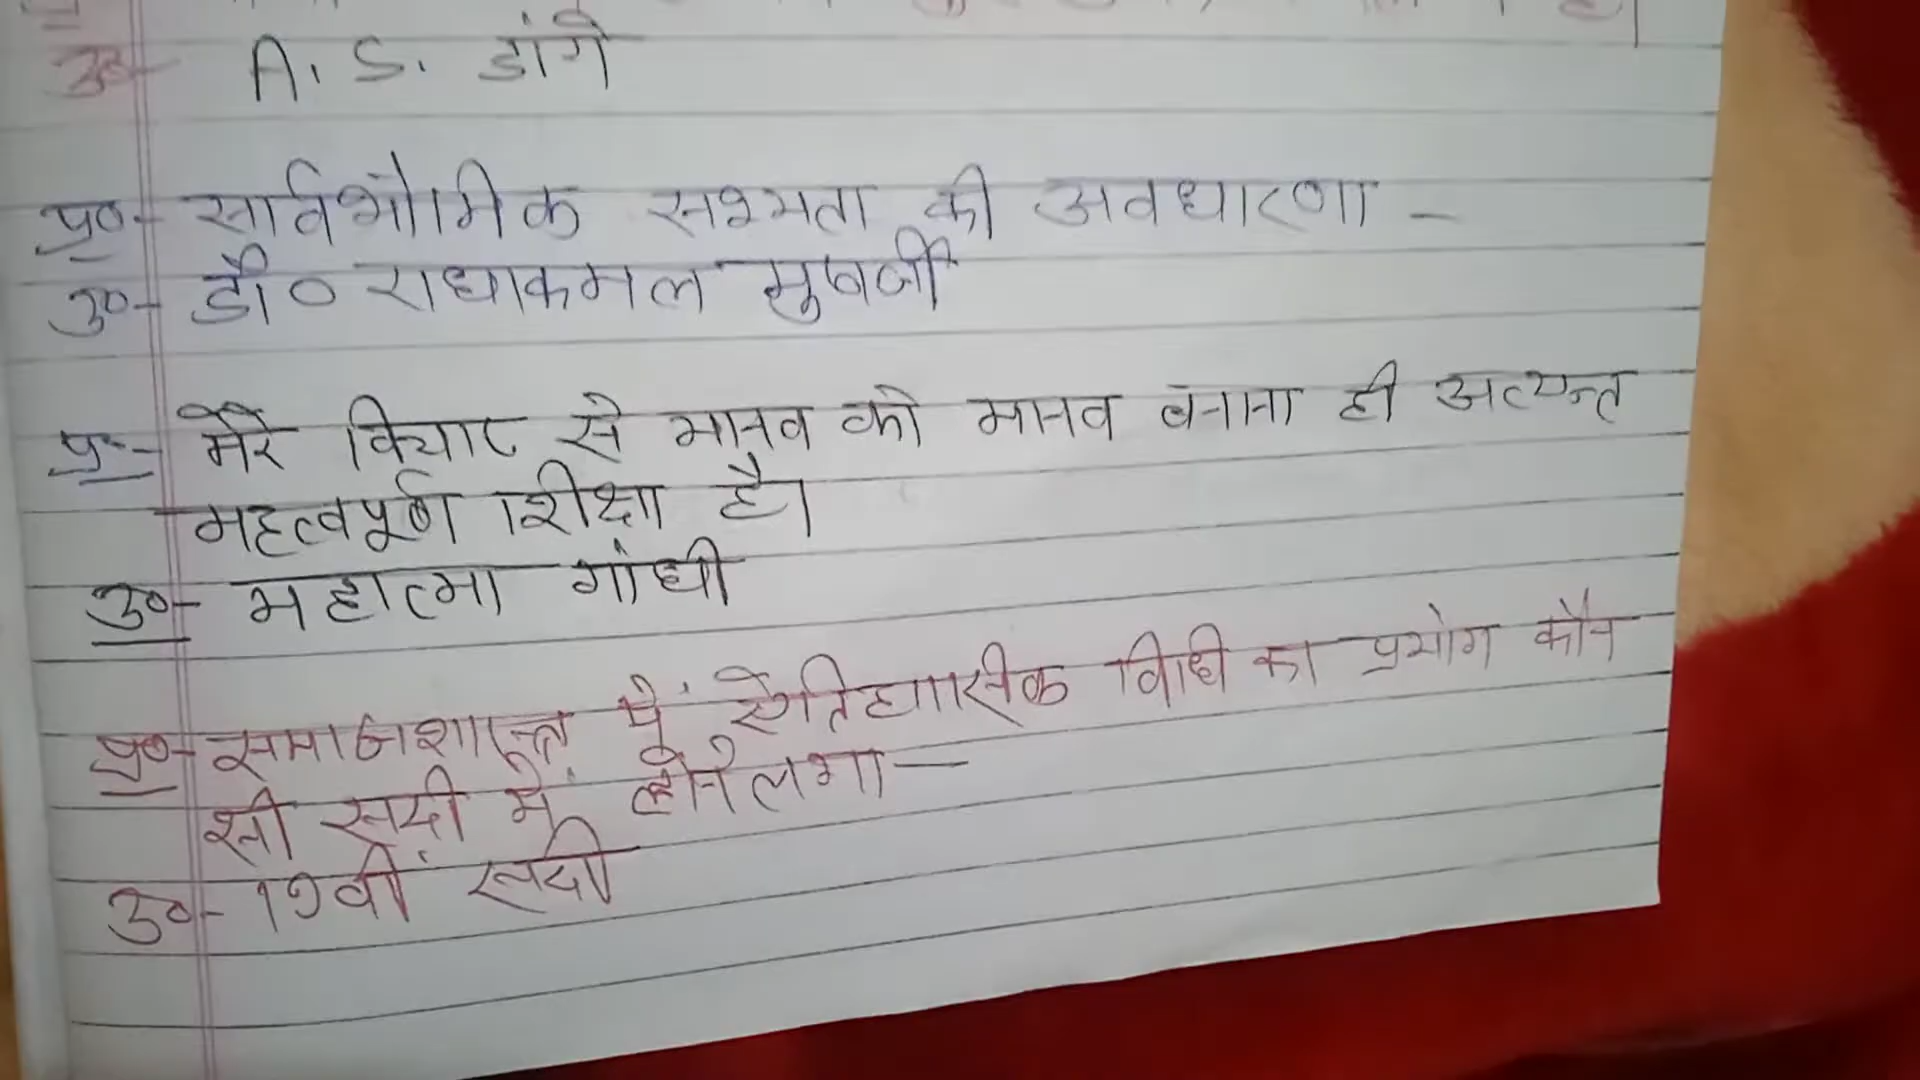 उ०- A. S. डांगे
प्र०- सार्वभौमिक सभ्यता की अवधारणा -
उ०- डॉ० राधाकमल मुखर्जी
प्र०- मेरे विचार से मानव को मानव बनाना ही अत्यन्त
महत्वपूर्ण शिक्षा है।
उ०- महात्मा गांधी
प्र०- समाजशास्त्र में ऐतिहासीक विधि का प्रयोग कौन
सी सदी में होने लगा -
उ०- 19वीं सदी